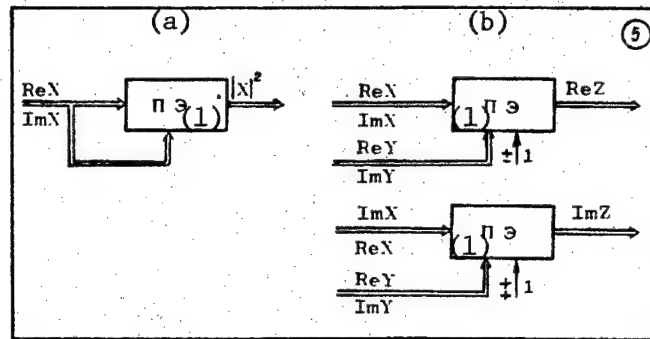 (a)
(b)
5
ReX
ImX
П Э
(1)
|X|²
ReX
ImX
П Э
(1)
ReZ
ReY
ImY
± 1
ImX
ReX
П Э
(1)
ImZ
ReY
ImY
∓ 1